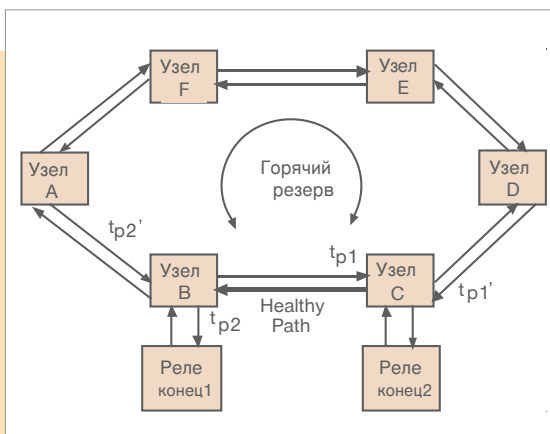 Узел
F
Узел
E
Узел
A
Горячий
резерв
Узел
D
tp2’
tp1
Узел
B
Узел
C
tp1’
Healthy
Path
tp2
Реле
конец1
Реле
конец2